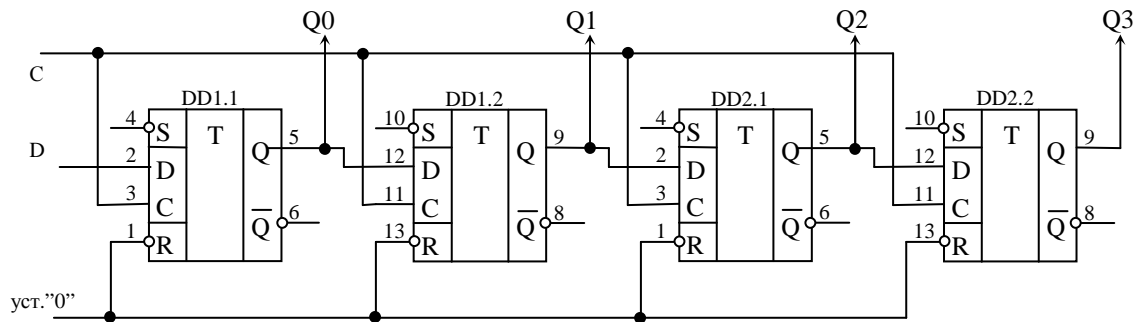 Q0 Q1 Q2 Q3
C
DD1.1 DD1.2 DD2.1 DD2.2
4 S T 10 S T 4 S T 10 S T
D 2 D Q 5 12 D Q 9 2 D Q 5 12 D Q 9
3 C Q 6 11 C Q 8 3 C Q 6 11 C Q 8
1 R 13 R 1 R 13 R
уст."0"